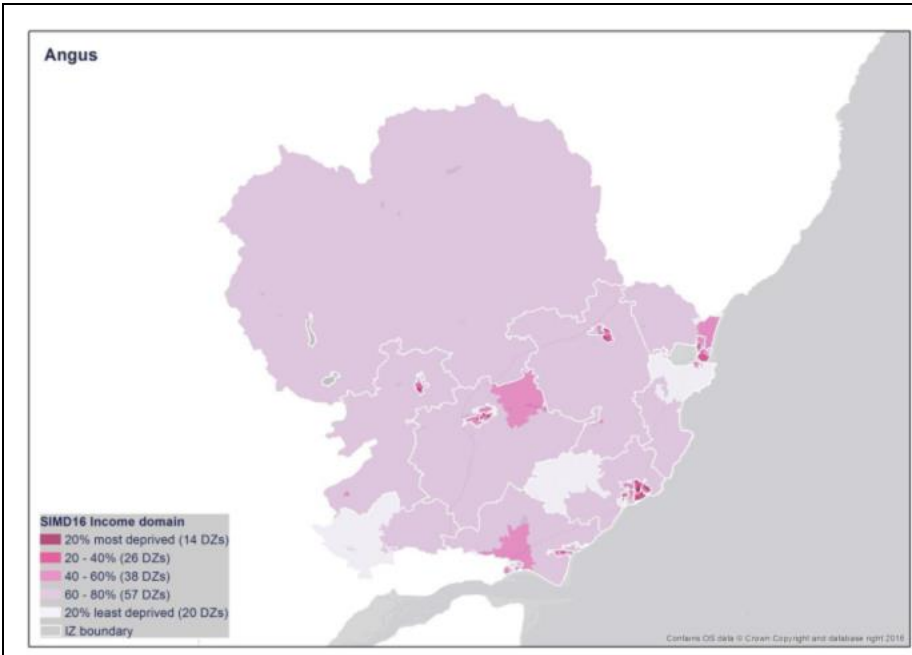 Angus
SIMD16 Income domain
20% most deprived (14 DZs)
20 - 40% (26 DZs)
40 - 60% (38 DZs)
60 - 80% (57 DZs)
20% least deprived (20 DZs)
IZ boundary
Contains OS data © Crown Copyright and database right 2016